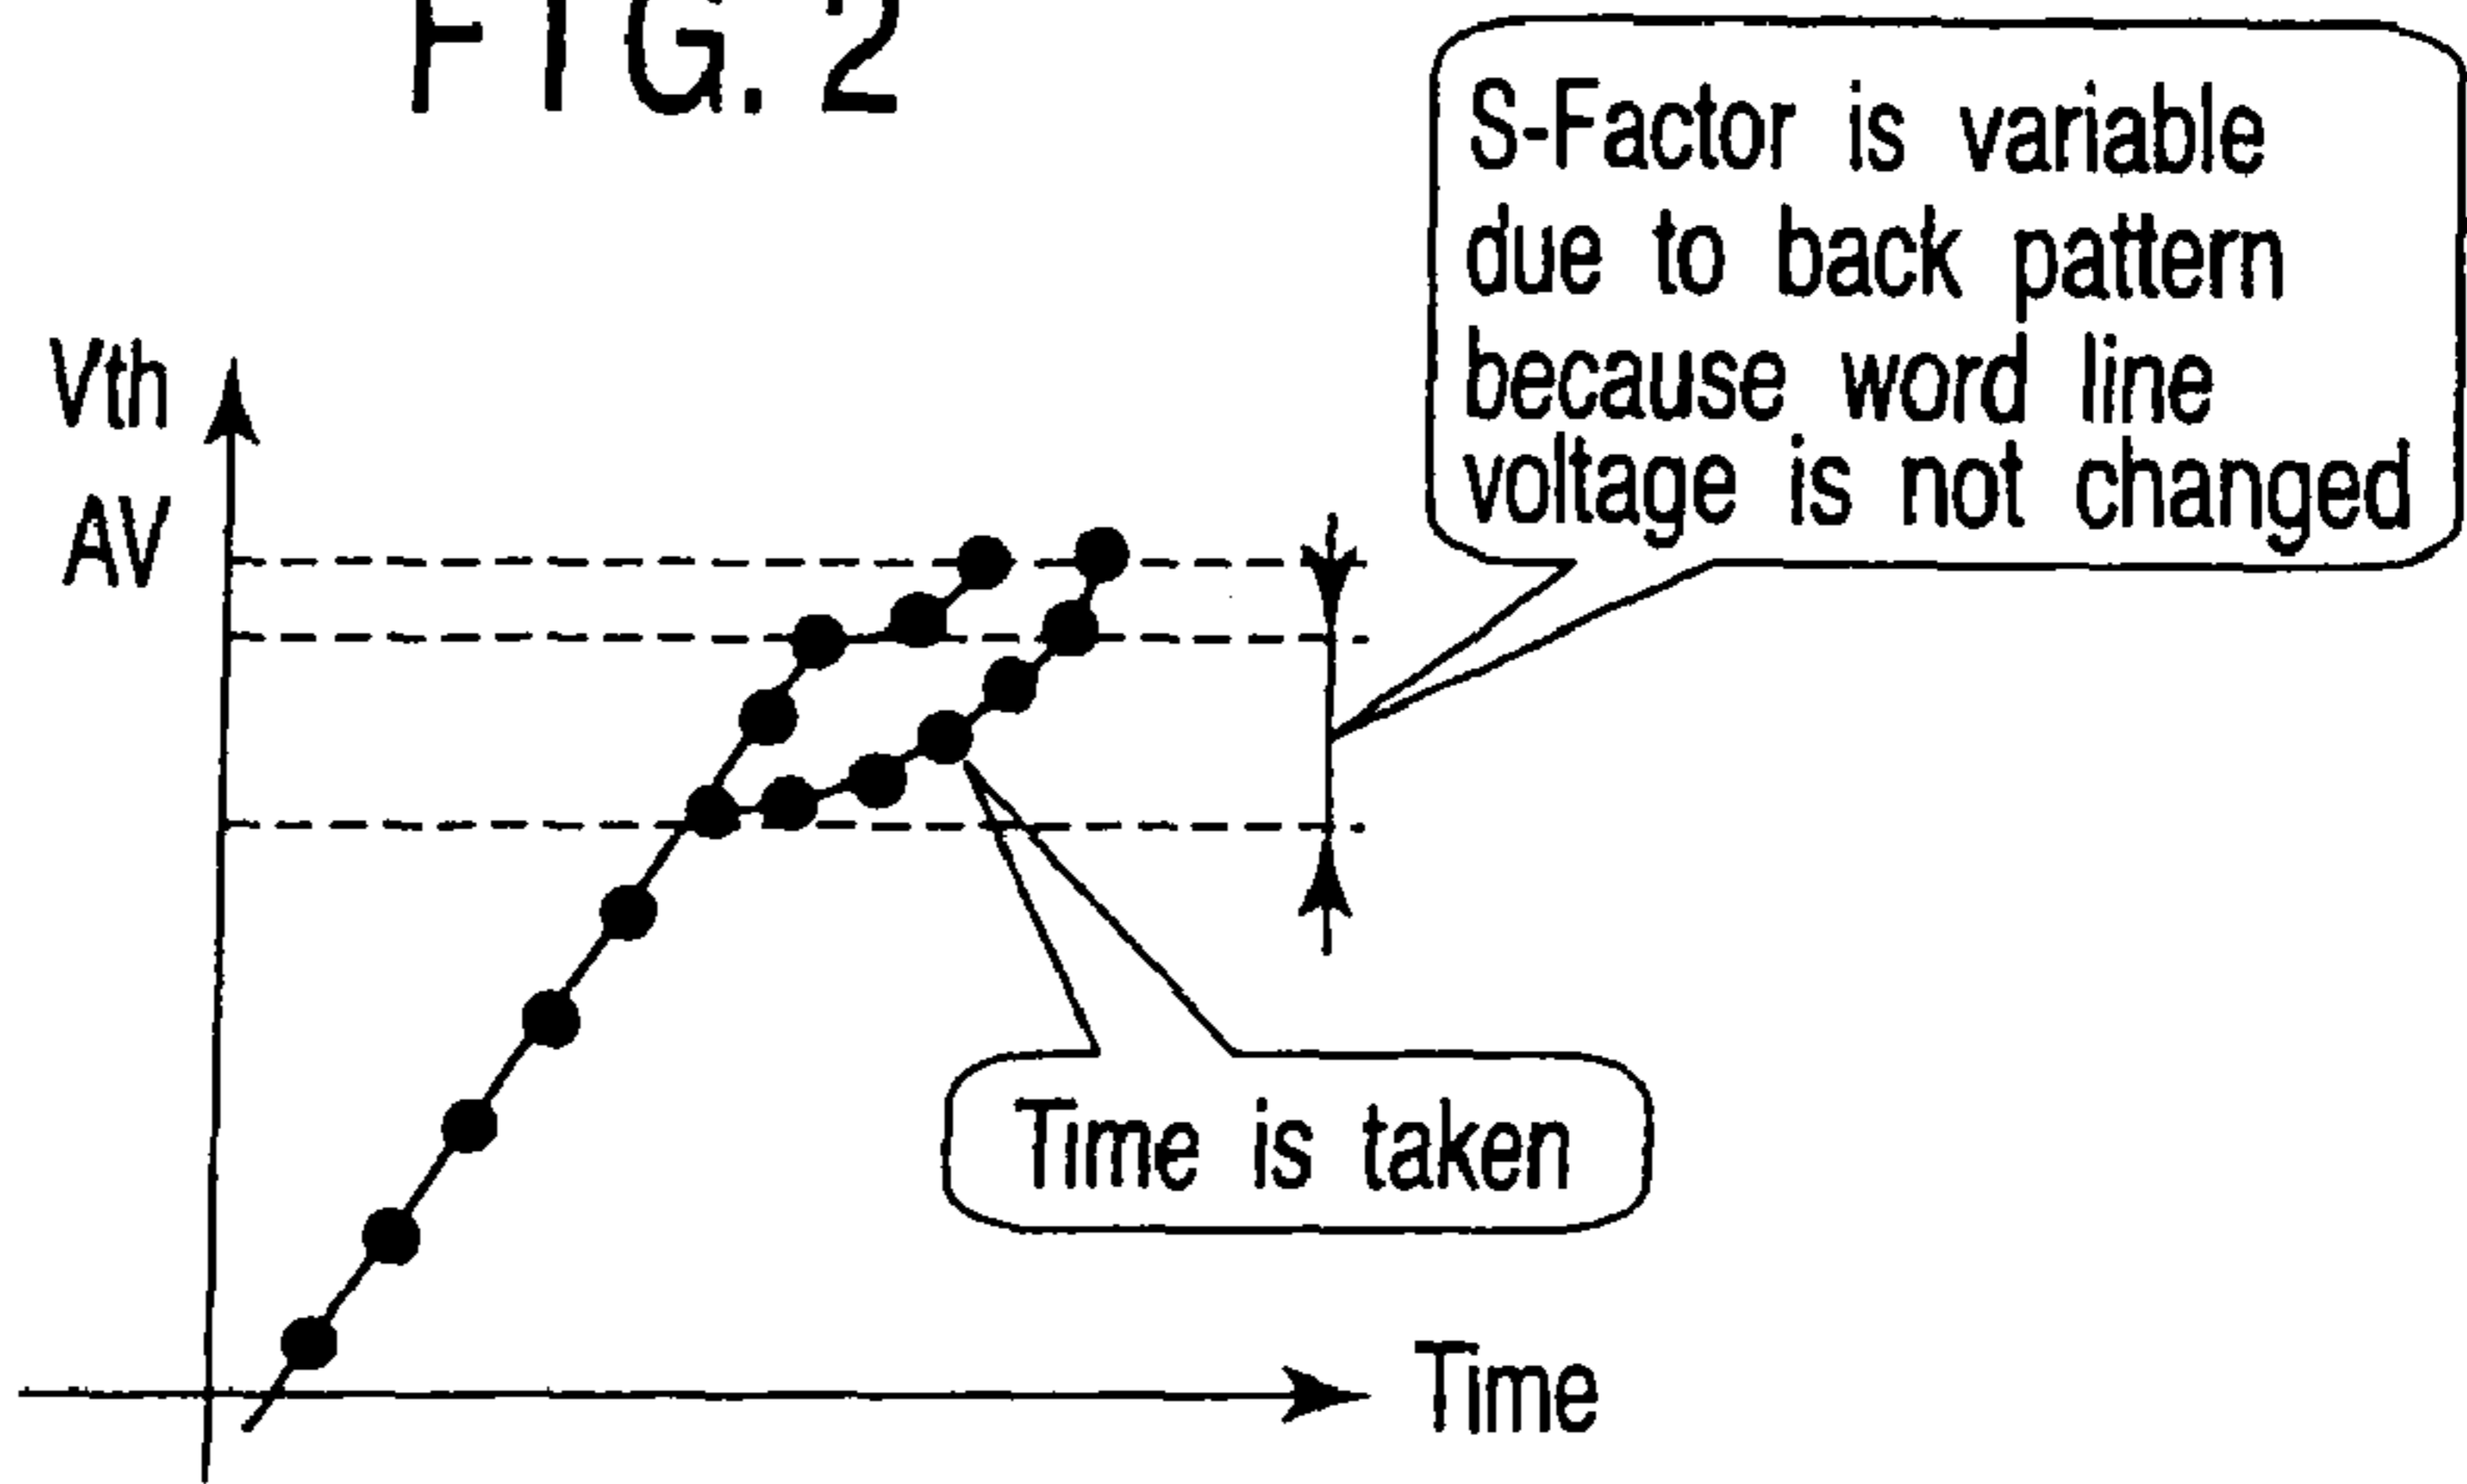 FIG. 2
S-Factor is variable
due to back pattern
because word line
voltage is not changed
Vth
AV
Time is taken
Time